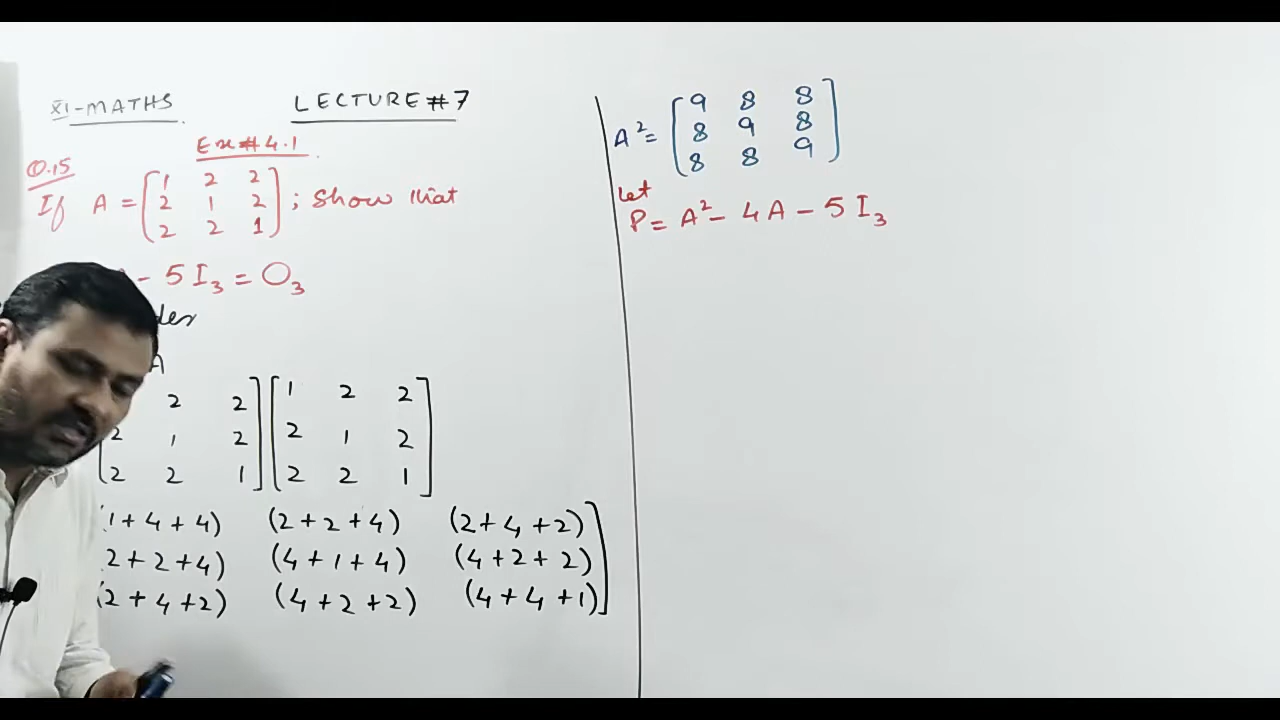 XI-MATHS LECTURE#7
Ex#4.1
Q.15
If A = [1 2 2
2 1 2
2 2 1] ; Show that
- 5I₃ = O₃
A
2 2] [1 2 2
2 1 2] [2 1 2
2 2 1] [2 2 1]
1+4+4) (2+2+4) (2+4+2)
2+2+4) (4+1+4) (4+2+2)
(2+4+2) (4+2+2) (4+4+1)]
A² = [9 8 8
8 9 8
8 8 9]
Let
P = A² - 4A - 5I₃